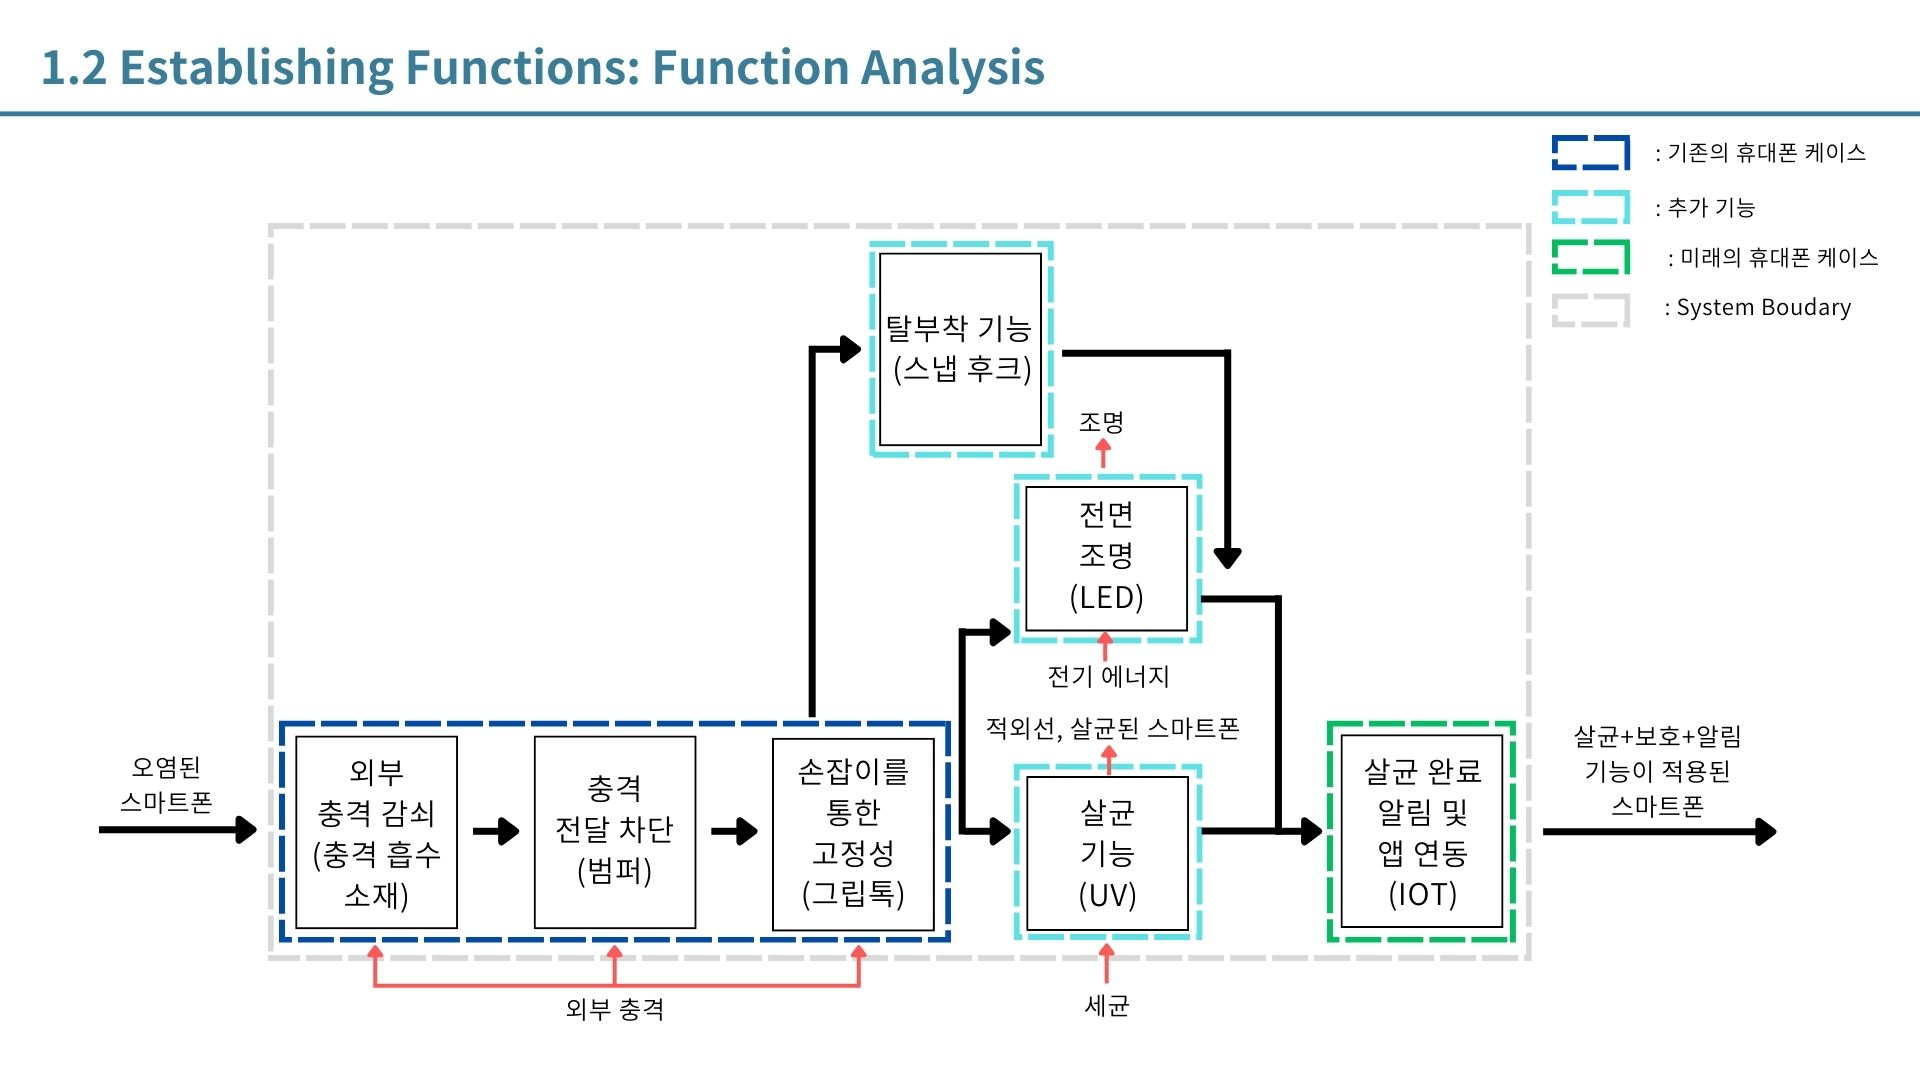 1.2 Establishing Functions: Function Analysis
: 기존의 휴대폰 케이스
: 추가 기능
: 미래의 휴대폰 케이스
: System Boudary
탈부착 기능
(스냅 후크)
조명
전면
조명
(LED)
전기 에너지
적외선, 살균된 스마트폰
오염된
스마트폰
외부
충격 감쇠
(충격 흡수
소재)
충격
전달 차단
(범퍼)
손잡이를
통한
고정성
(그립톡)
살균
기능
(UV)
살균 완료
알림 및
앱 연동
(IOT)
살균+보호+알림
기능이 적용된
스마트폰
외부 충격
세균